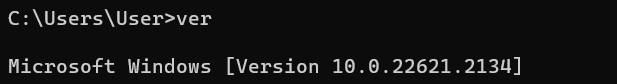 C:\Users\User>ver
Microsoft Windows [Version 10.0.22621.2134]